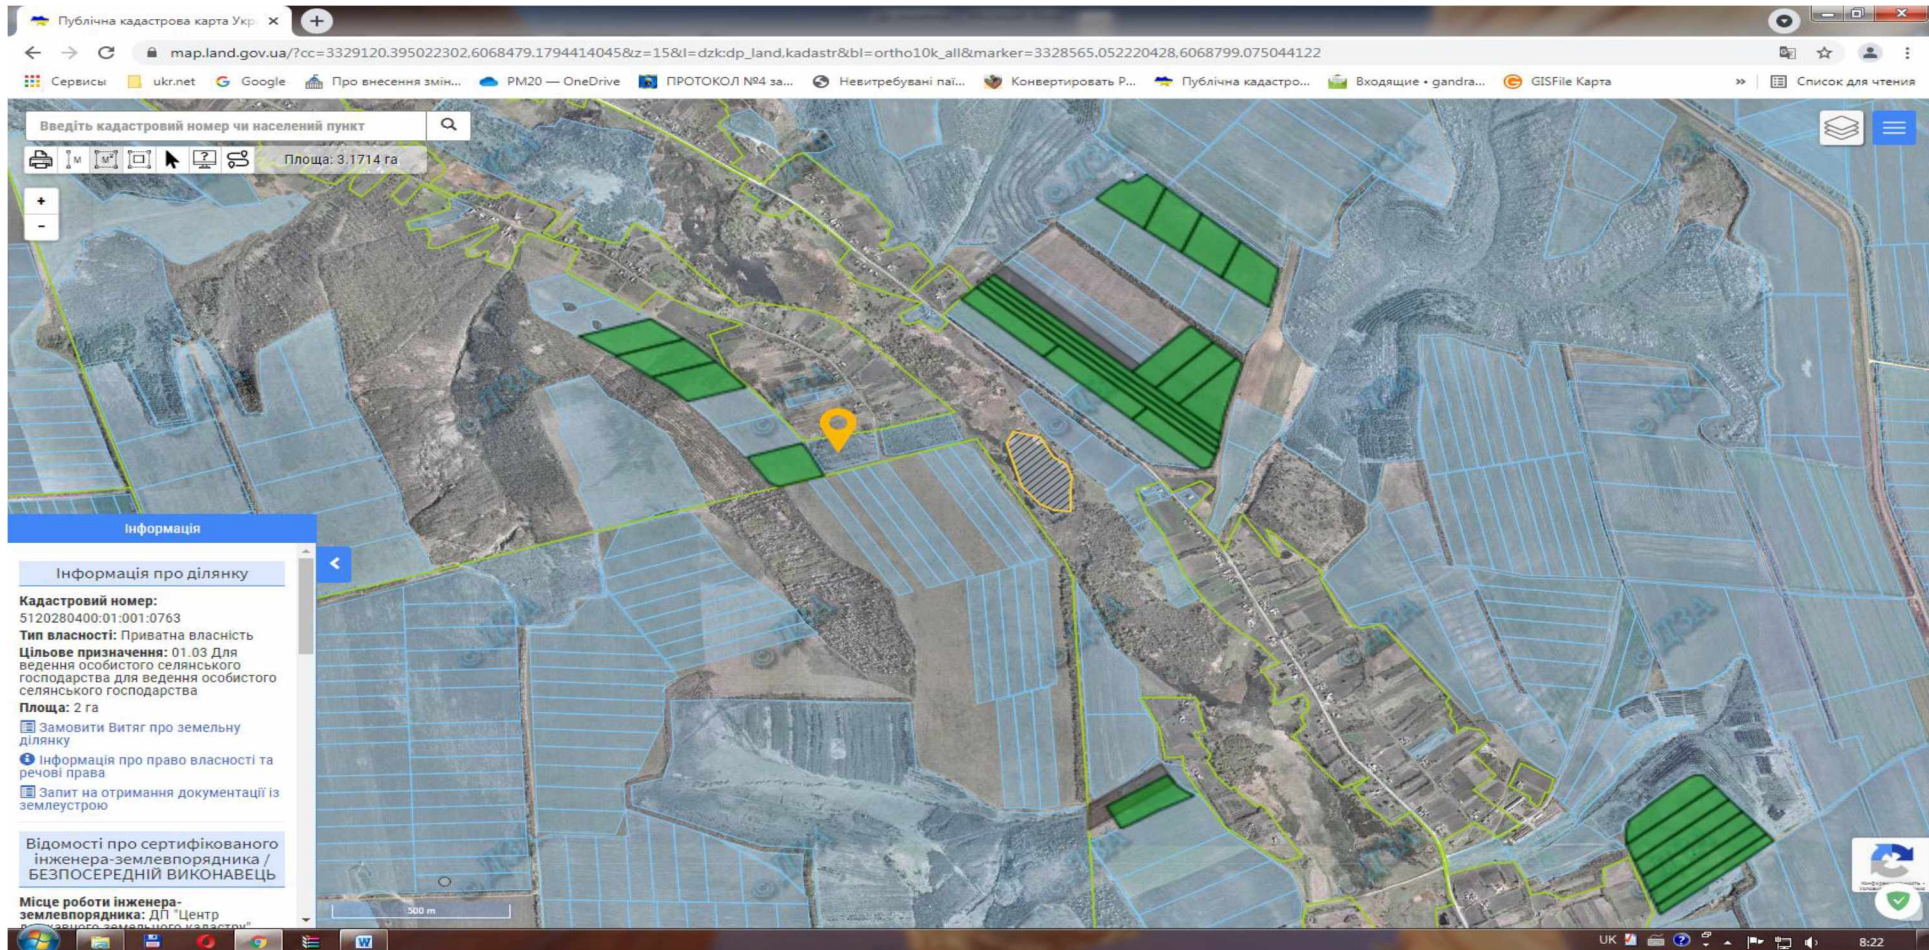 Публічна кадастрова карта Укр
map.land.gov.ua/?cc=3329120.395022302,6068479.1794414045&z=15&l=dzk:dp_land,kadastr&bl=ortho10k_all&marker=3328565.052220428,6068799.075044122
Сервисы ukr.net Google Про внесення змін... PM20 — OneDrive ПРОТОКОЛ №4 за... Невитребувані паї... Конвертировать Р... Публічна кадастро... Входящие • gandra... GISFile Карта » Список для чтения
Введіть кадастровий номер чи населений пункт
Площа: 3.1714 га
+
-
Інформація
Інформація про ділянку
Кадастровий номер:
5120280400:01:001:0763
Тип власності: Приватна власність
Цільове призначення: 01.03 Для
ведення особистого селянського
господарства для ведення особистого
селянського господарства
Площа: 2 га
Замовити Витяг про земельну
ділянку
Інформація про право власності та
речові права
Запит на отримання документації із
землеустрою
Відомості про сертифікованого
інженера-землевпорядника /
БЕЗПОСЕРЕДНІЙ ВИКОНАВЕЦЬ
Місце роботи інженера-
землевпорядника: ДП "Центр
державного земельного кадастру"
500 m
UK 8:22